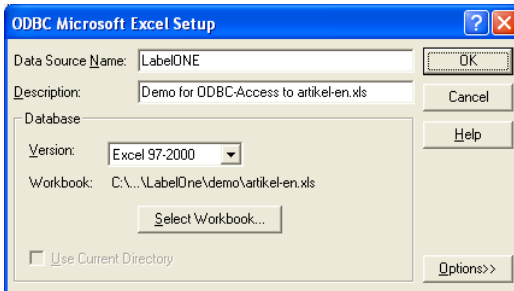 ODBC Microsoft Excel Setup
Data Source Name: LabelONE
OK
Description: Demo for ODBC-Access to artikel-en.xls
Cancel
Database
Help
Version: Excel 97-2000
Workbook: C:\...\LabelOne\demo\artikel-en.xls
Select Workbook...
Use Current Directory
Options>>